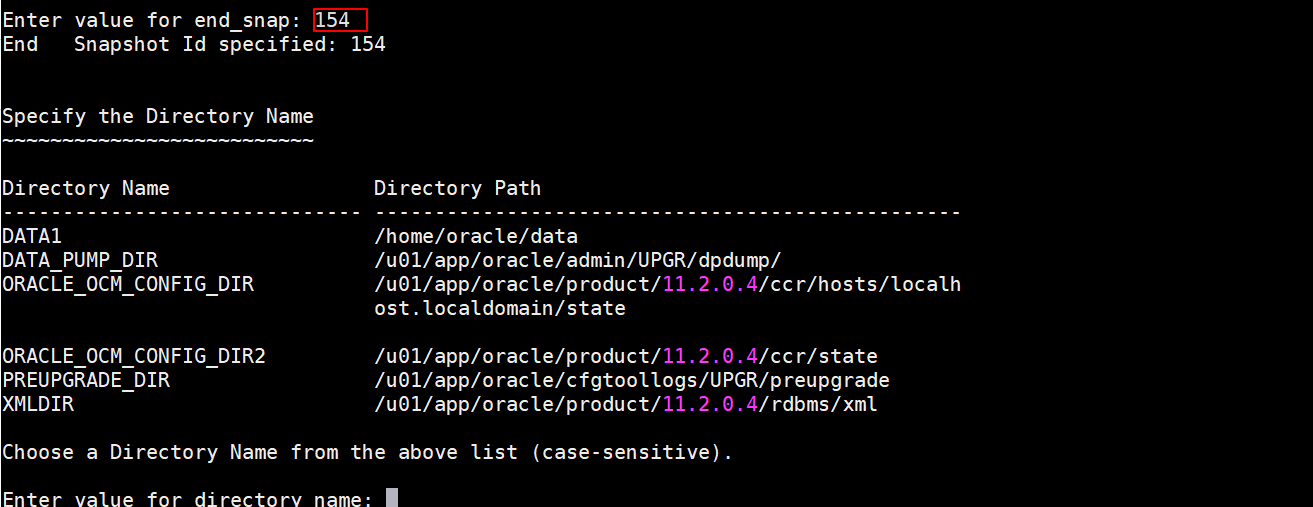 Enter value for end_snap: 154
End   Snapshot Id specified: 154
Specify the Directory Name
~~~~~~~~~~~~~~~~~~~~~~~~~~
Directory Name                 Directory Path
------------------------------ -------------------------------------------------
DATA1                          /home/oracle/data
DATA_PUMP_DIR                  /u01/app/oracle/admin/UPGR/dpdump/
ORACLE_OCM_CONFIG_DIR          /u01/app/oracle/product/11.2.0.4/ccr/hosts/localh
                               ost.localdomain/state
ORACLE_OCM_CONFIG_DIR2         /u01/app/oracle/product/11.2.0.4/ccr/state
PREUPGRADE_DIR                 /u01/app/oracle/cfgtoollogs/UPGR/preupgrade
XMLDIR                         /u01/app/oracle/product/11.2.0.4/rdbms/xml
Choose a Directory Name from the above list (case-sensitive).
Enter value for directory_name: